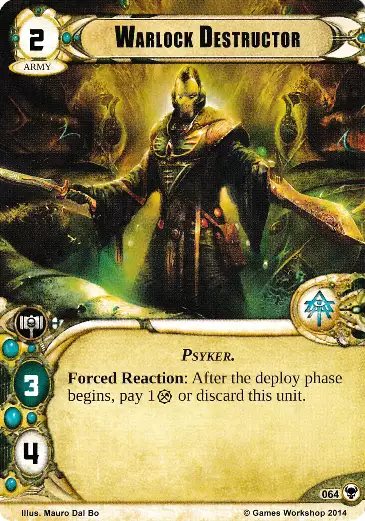 2
WARLOCK DESTRUCTOR
ARMY
PSYKER.
3
Forced Reaction: After the deploy phase
begins, pay 1 or discard this unit.
4
064
Illus. Mauro Dal Bo
© Games Workshop 2014